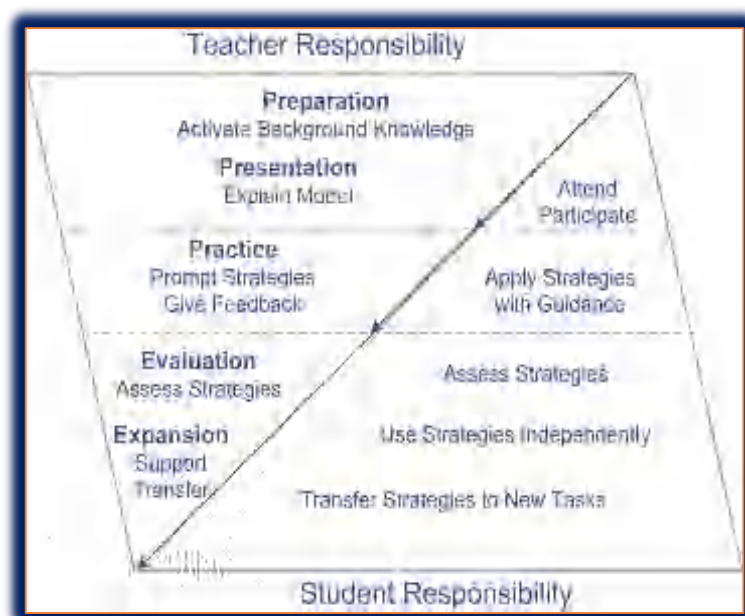 Teacher Responsibility
Preparation
Activate Background Knowledge
Presentation
Explain Model
Attend
Participate
Practice
Prompt Strategies
Give Feedback
Apply Strategies
with Guidance
Evaluation
Assess Strategies
Assess Strategies
Expansion
Support
Transfer
Use Strategies Independently
Transfer Strategies to New Tasks
Student Responsibility